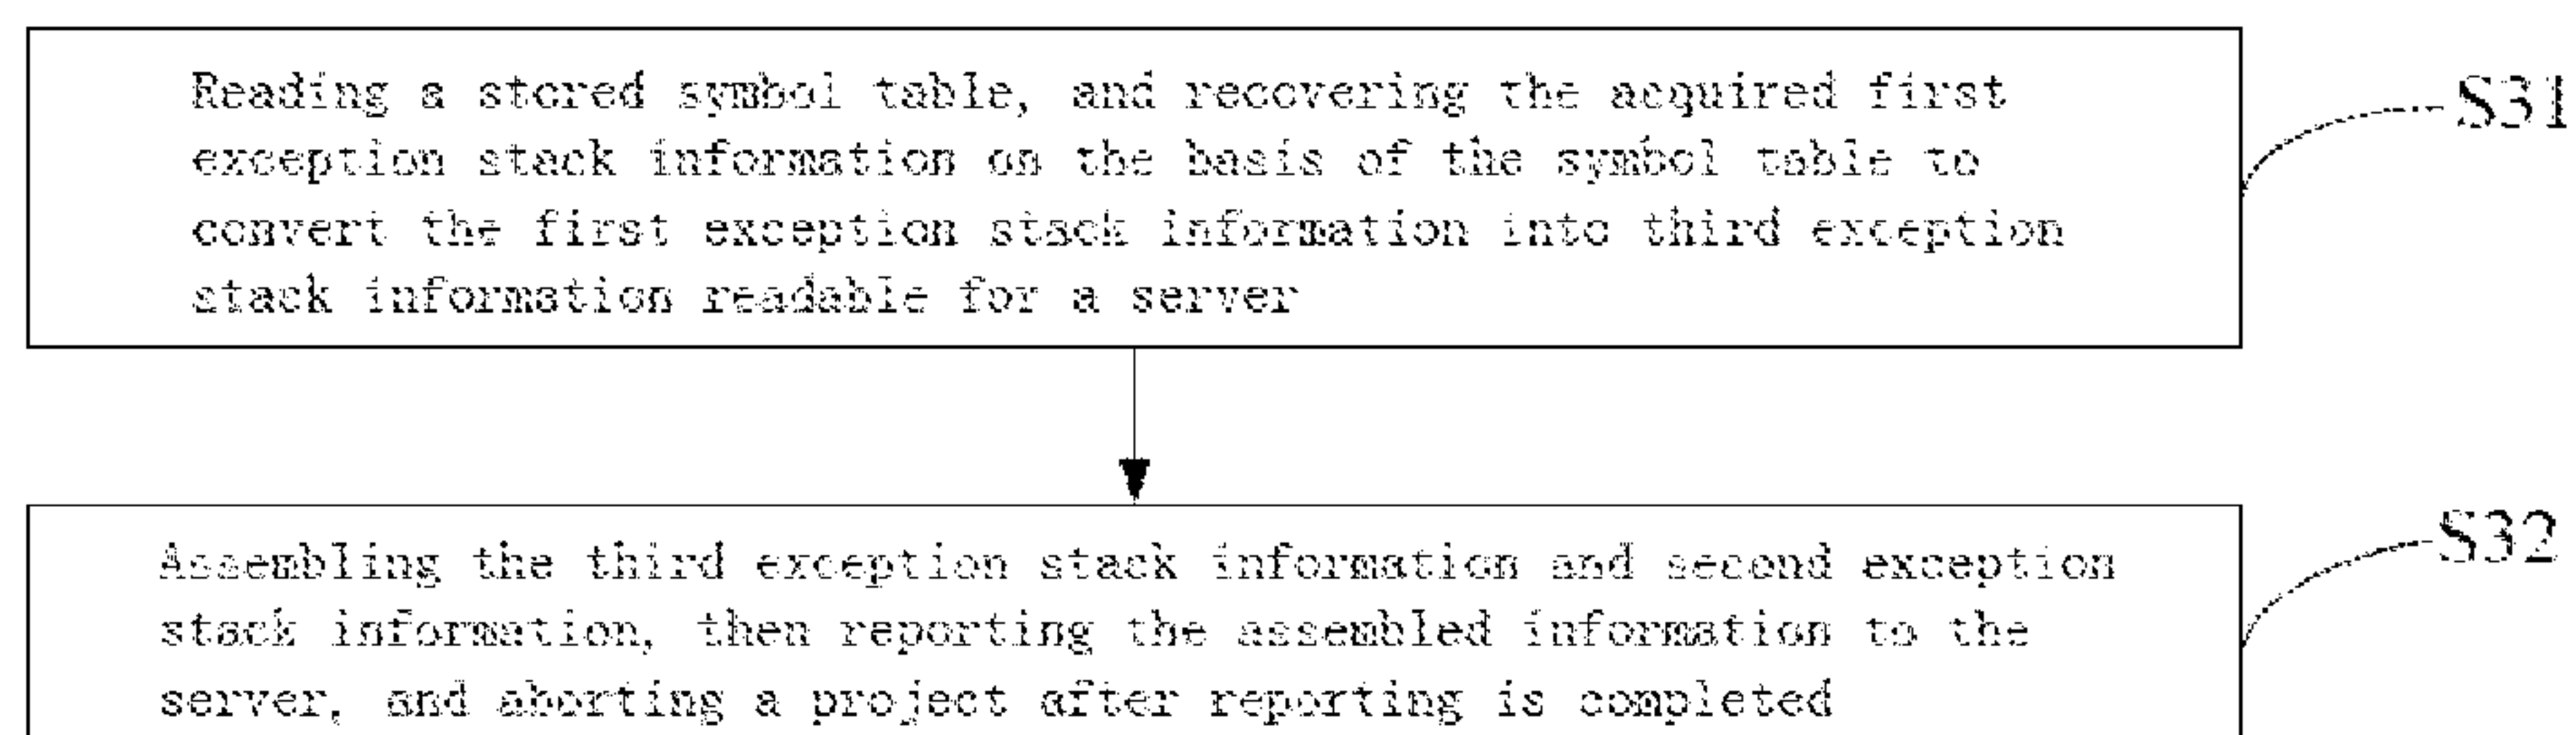 Reading a stored symbol table, and recovering the acquired first
exception stack information on the basis of the symbol table to
convert the first exception stack information into third exception
stack information readable for a server
S31
Assembling the third exception stack information and second exception
stack information, then reporting the assembled information to the
server, and aborting a project after reporting is completed
S32